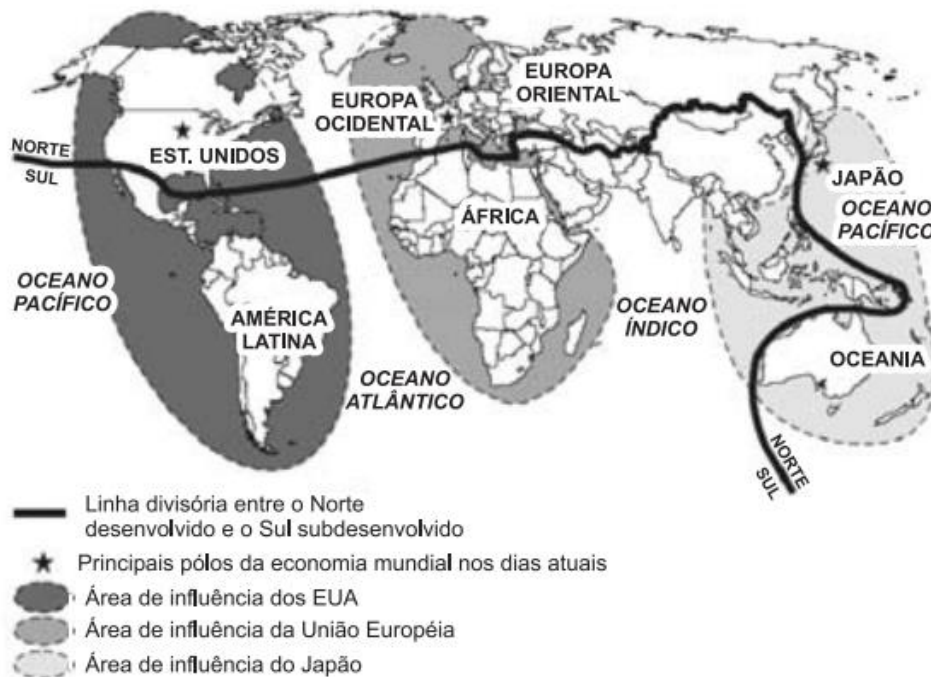 EUROPA
ORIENTAL
EUROPA
OCIDENTAL
NORTE
SUL
EST. UNIDOS
JAPÃO
OCEANO
PACÍFICO
ÁFRICA
OCEANO
PACÍFICO
AMÉRICA
LATINA
OCEANO
ÍNDICO
OCEANIA
OCEANO
ATLÂNTICO
NORTE
SUL
Linha divisória entre o Norte
desenvolvido e o Sul subdesenvolvido
Principais pólos da economia mundial nos dias atuais
Área de influência dos EUA
Área de influência da União Européia
Área de influência do Japão